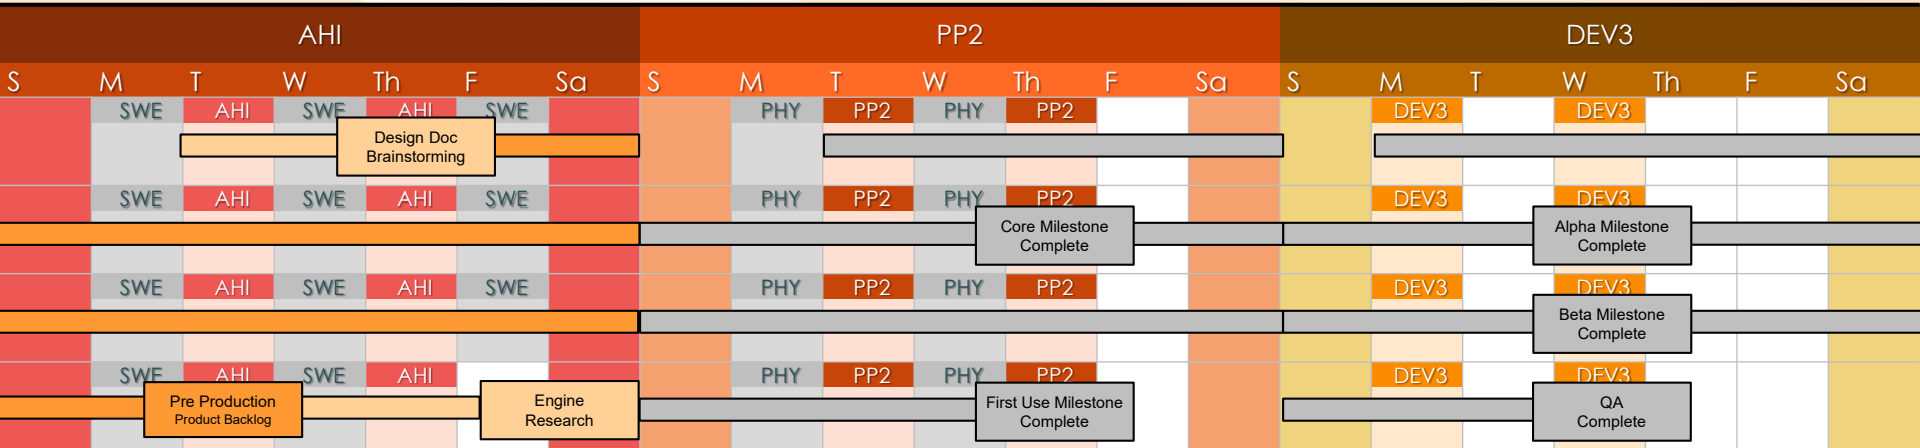 AHI PP2 DEV3
S M T W Th F Sa S M T W Th F Sa S M T W Th F Sa
SWE AHI SWE AHI SWE PHY PP2 PHY PP2 DEV3 DEV3
Design Doc
Brainstorming
SWE AHI SWE AHI SWE PHY PP2 PHY PP2 DEV3 DEV3
Core Milestone
Complete
Alpha Milestone
Complete
SWE AHI SWE AHI SWE PHY PP2 PHY PP2 DEV3 DEV3
Beta Milestone
Complete
SWE AHI SWE AHI PHY PP2 PHY PP2 DEV3 DEV3
Pre Production
Product Backlog
Engine
Research
First Use Milestone
Complete
QA
Complete